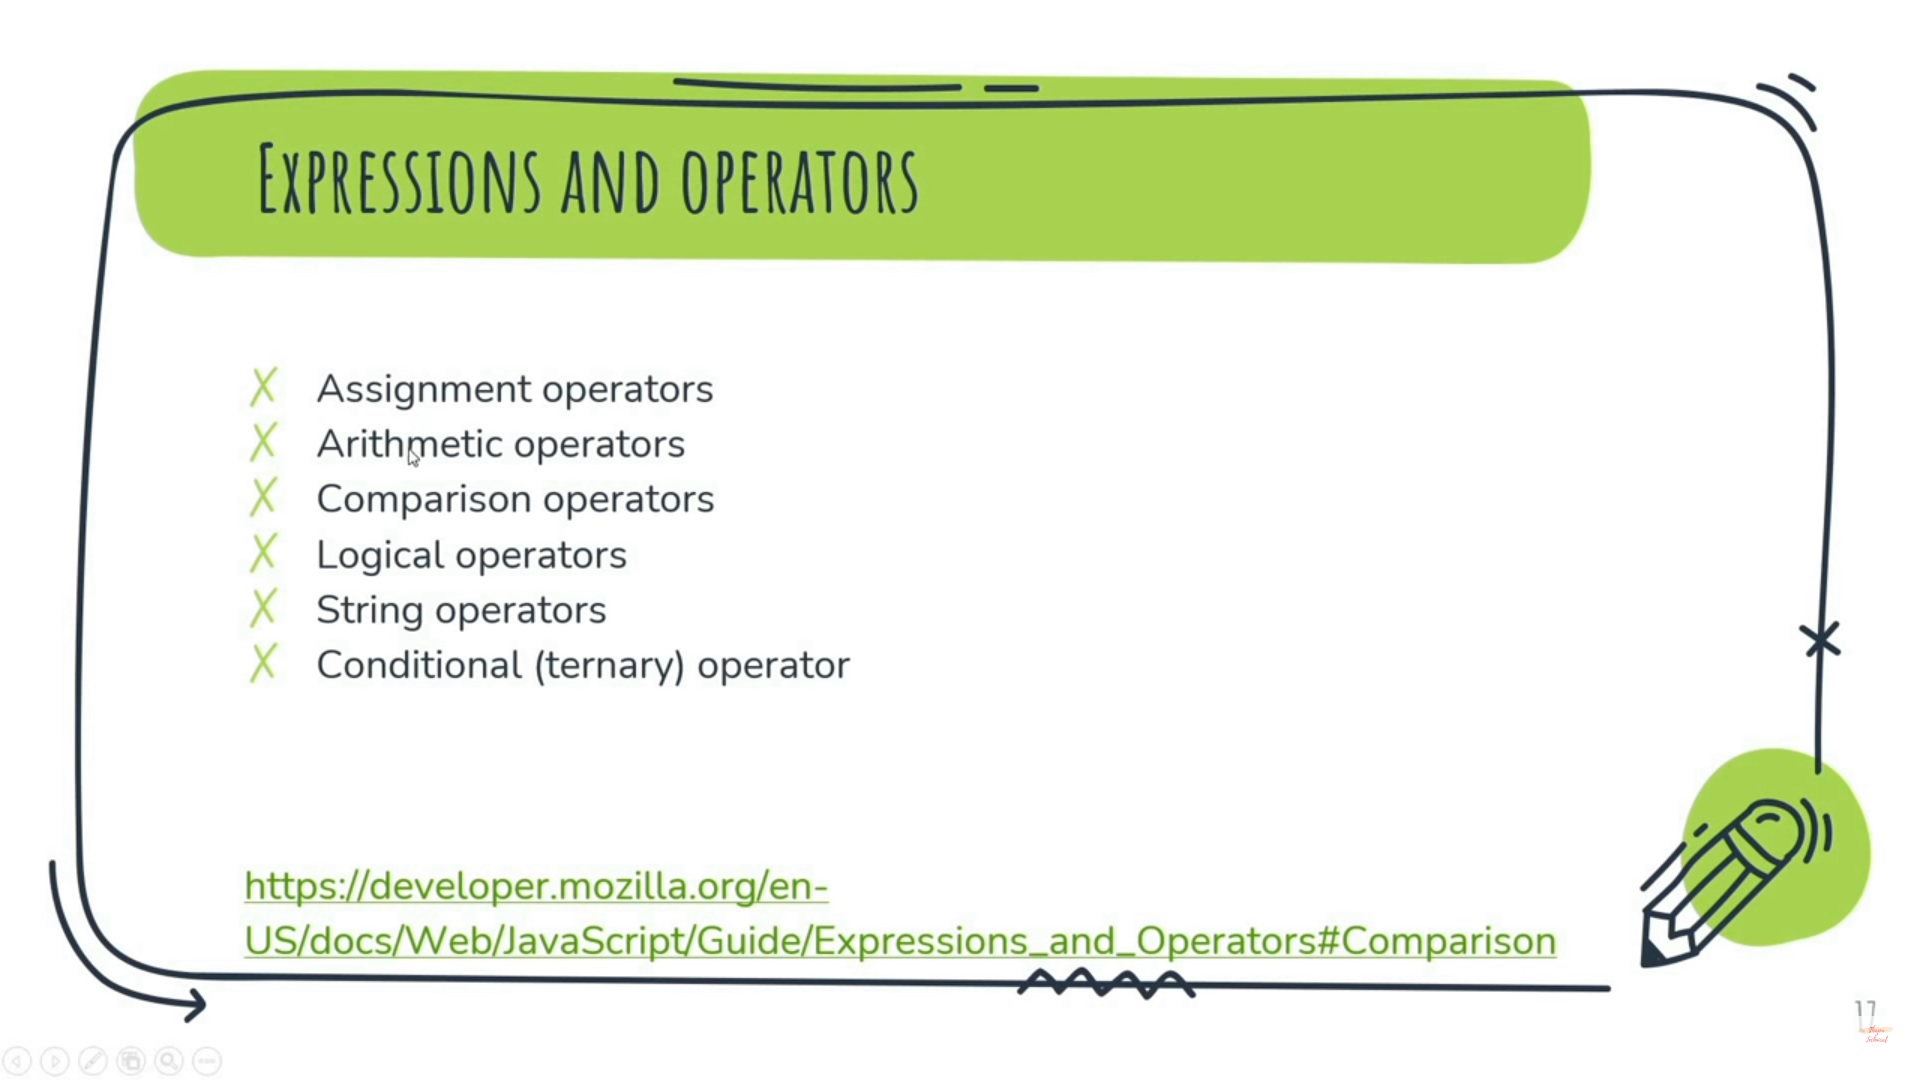 Expressions and operators
Assignment operators
Arithmetic operators
Comparison operators
Logical operators
String operators
Conditional (ternary) operator
https://developer.mozilla.org/en-
US/docs/Web/JavaScript/Guide/Expressions_and_Operators#Comparison
17